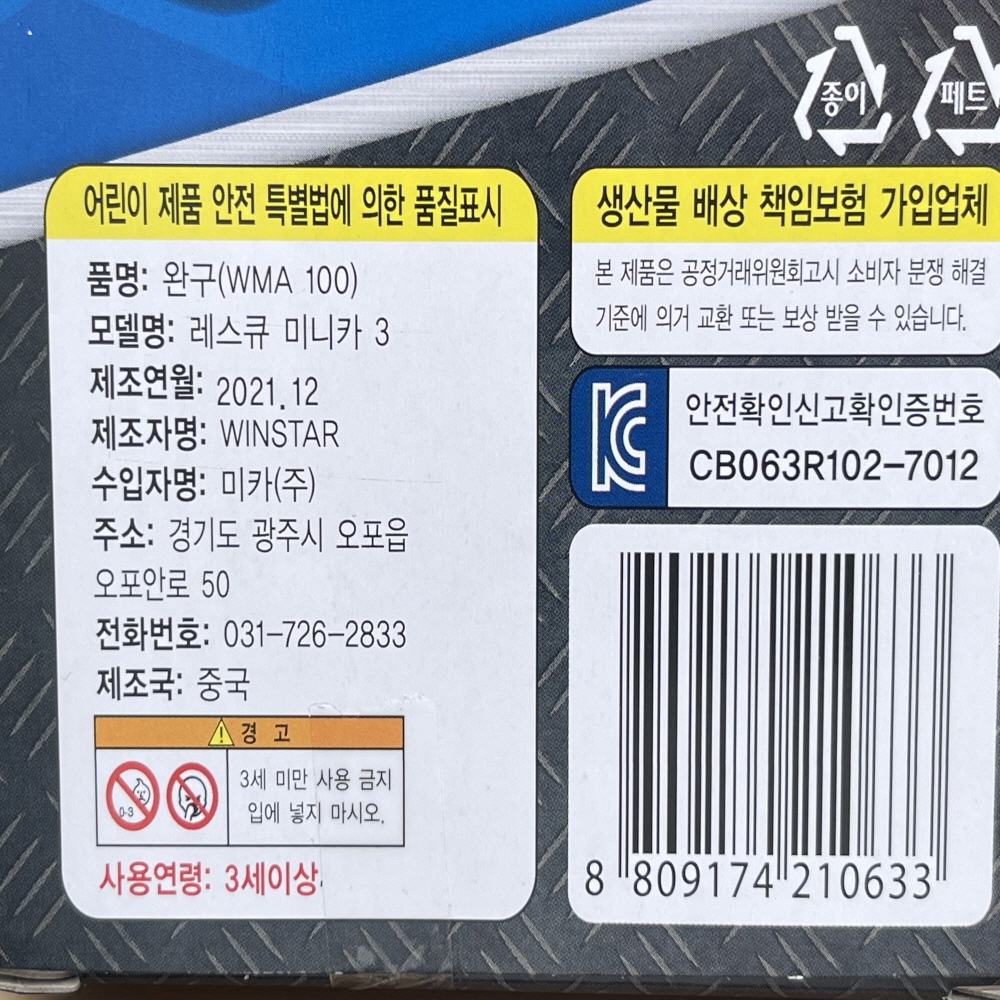 종이
페트
어린이 제품 안전 특별법에 의한 품질표시
품명: 완구(WMA 100)
모델명: 레스큐 미니카 3
제조연월: 2021.12
제조자명: WINSTAR
수입자명: 미카(주)
주소: 경기도 광주시 오포읍
오포안로 50
전화번호: 031-726-2833
제조국: 중국
경 고
0-3
3세 미만 사용 금지
입에 넣지 마시오.
사용연령: 3세이상
생산물 배상 책임보험 가입업체
본 제품은 공정거래위원회고시 소비자 분쟁 해결
기준에 의거 교환 또는 보상 받을 수 있습니다.
안전확인신고확인증번호
CB063R102-7012
8 809174 210633